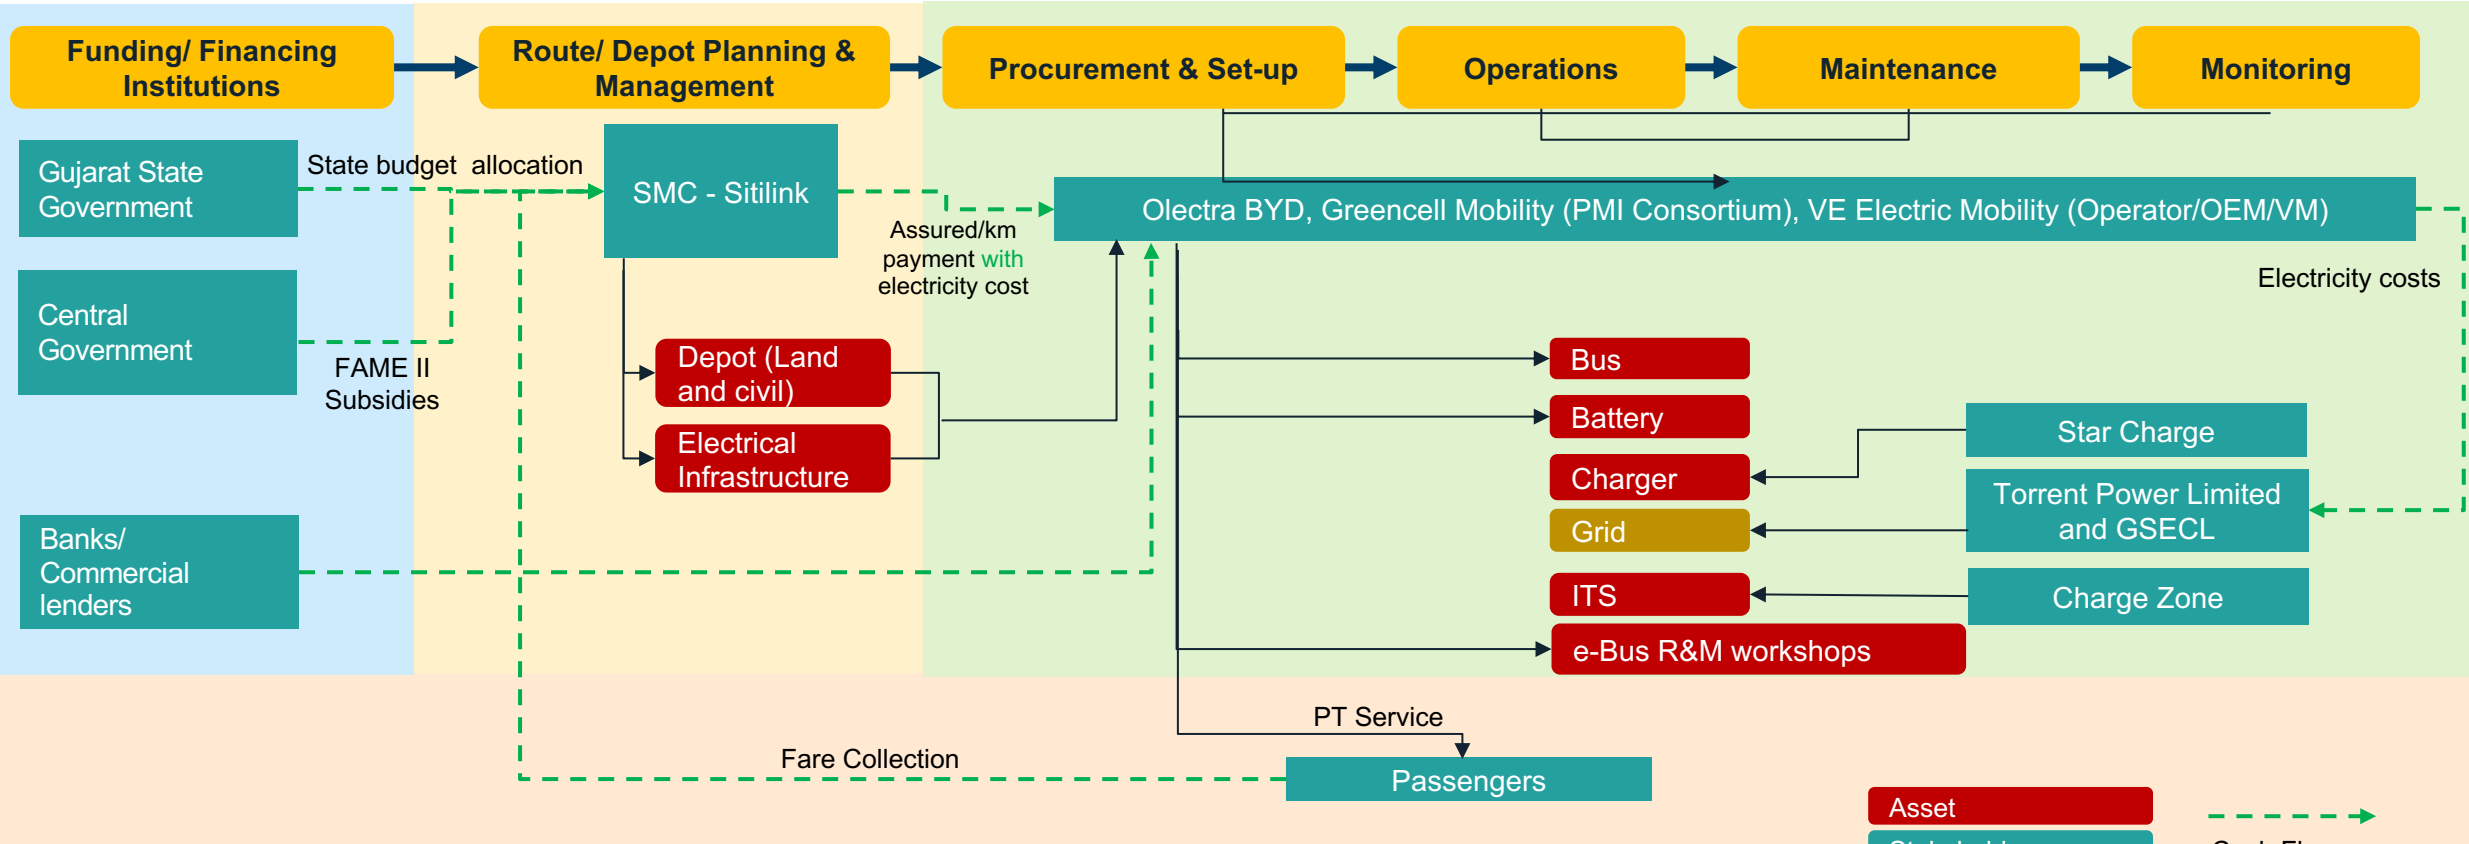 Funding/ Financing
Institutions
Route/ Depot Planning &
Management
Procurement & Set-up
Operations
Maintenance
Monitoring
Gujarat State
Government
State budget allocation
SMC - Sitilink
Olectra BYD, Greencell Mobility (PMI Consortium), VE Electric Mobility (Operator/OEM/VM)
Assured/km
payment with
electricity cost
Electricity costs
Central
Government
FAME II
Subsidies
Depot (Land
and civil)
Electrical
Infrastructure
Bus
Battery
Charger
Grid
ITS
e-Bus R&M workshops
Star Charge
Torrent Power Limited
and GSECL
Charge Zone
Banks/
Commercial
lenders
PT Service
Fare Collection
Passengers
Asset